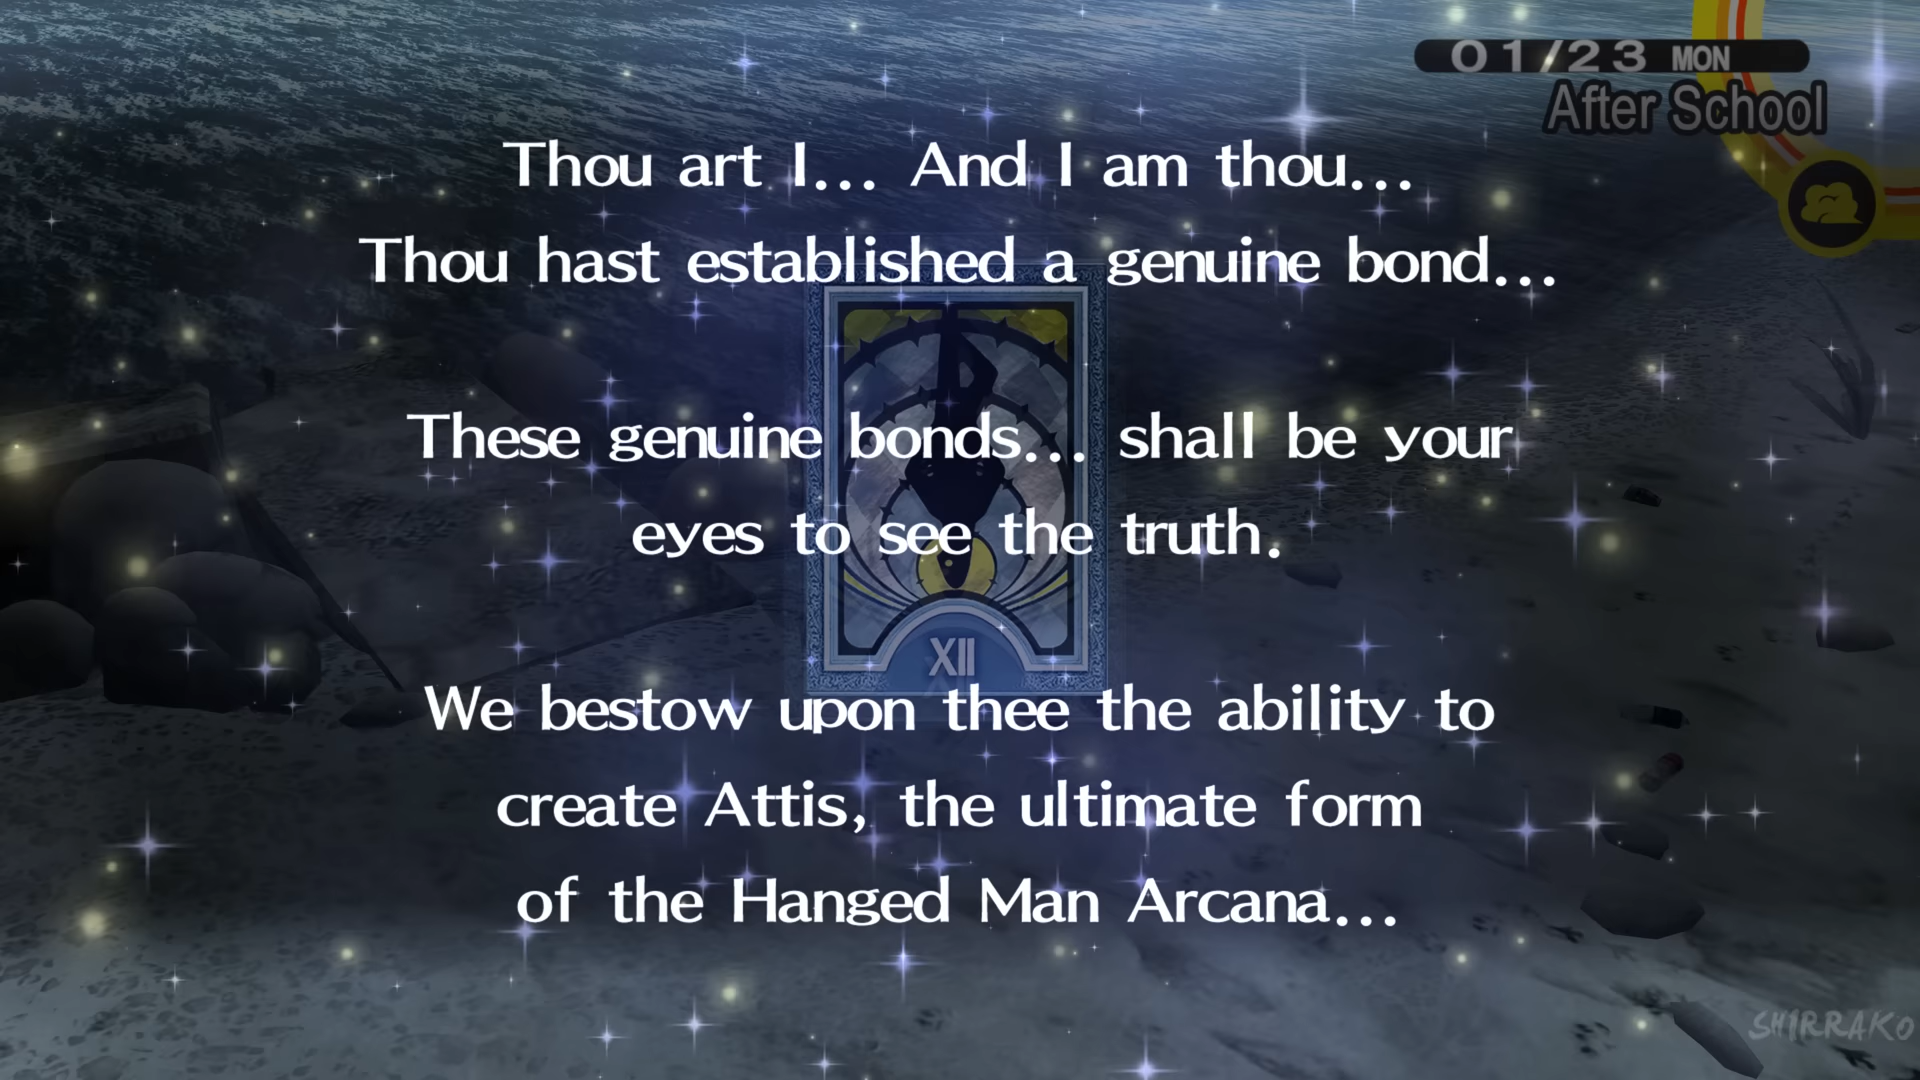 01/23 MON
After School
Thou art I... And I am thou...
Thou hast established a genuine bond...
These genuine bonds... shall be your
eyes to see the truth.
XII
We bestow upon thee the ability to
create Attis, the ultimate form
of the Hanged Man Arcana...
SHIRRAKO